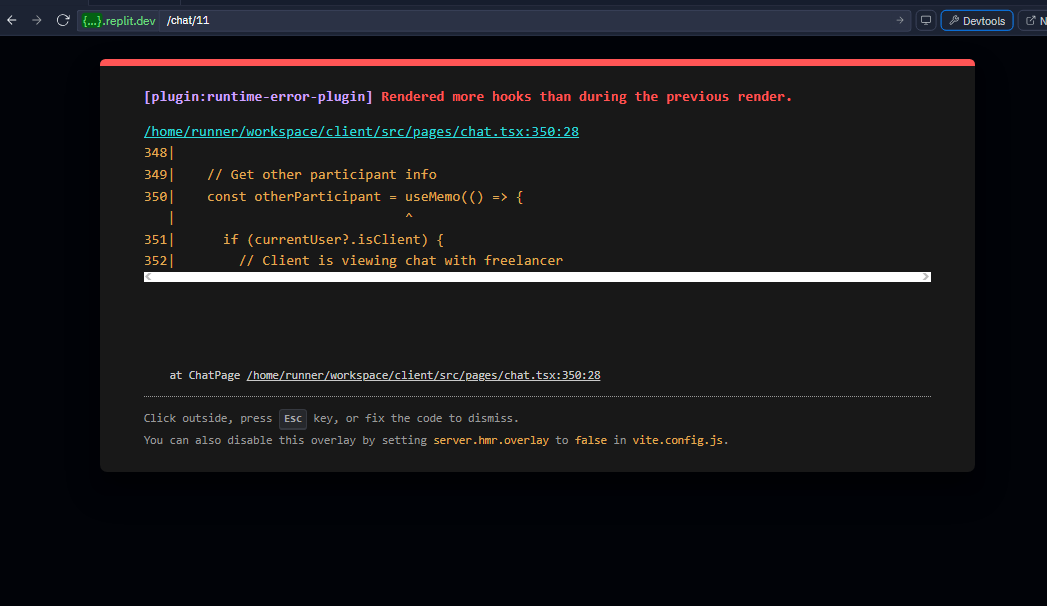 {...}.replit.dev /chat/11
Devtools
N
[plugin:runtime-error-plugin] Rendered more hooks than during the previous render.
/home/runner/workspace/client/src/pages/chat.tsx:350:28
348|
349|    // Get other participant info
350|    const otherParticipant = useMemo(() => {
   |                             ^
351|      if (currentUser?.isClient) {
352|        // Client is viewing chat with freelancer
at ChatPage /home/runner/workspace/client/src/pages/chat.tsx:350:28
Click outside, press Esc key, or fix the code to dismiss.
You can also disable this overlay by setting server.hmr.overlay to false in vite.config.js.